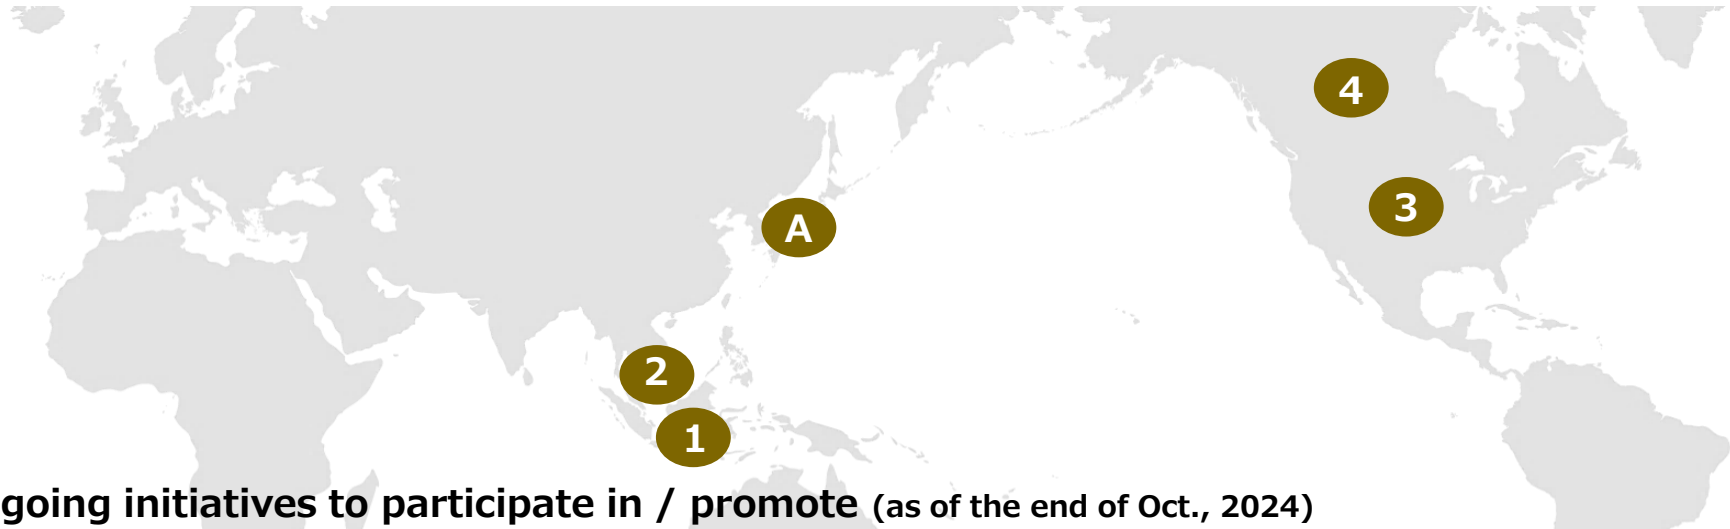 4
3
A
2
1
going initiatives to participate in / promote (as of the end of Oct., 2024)